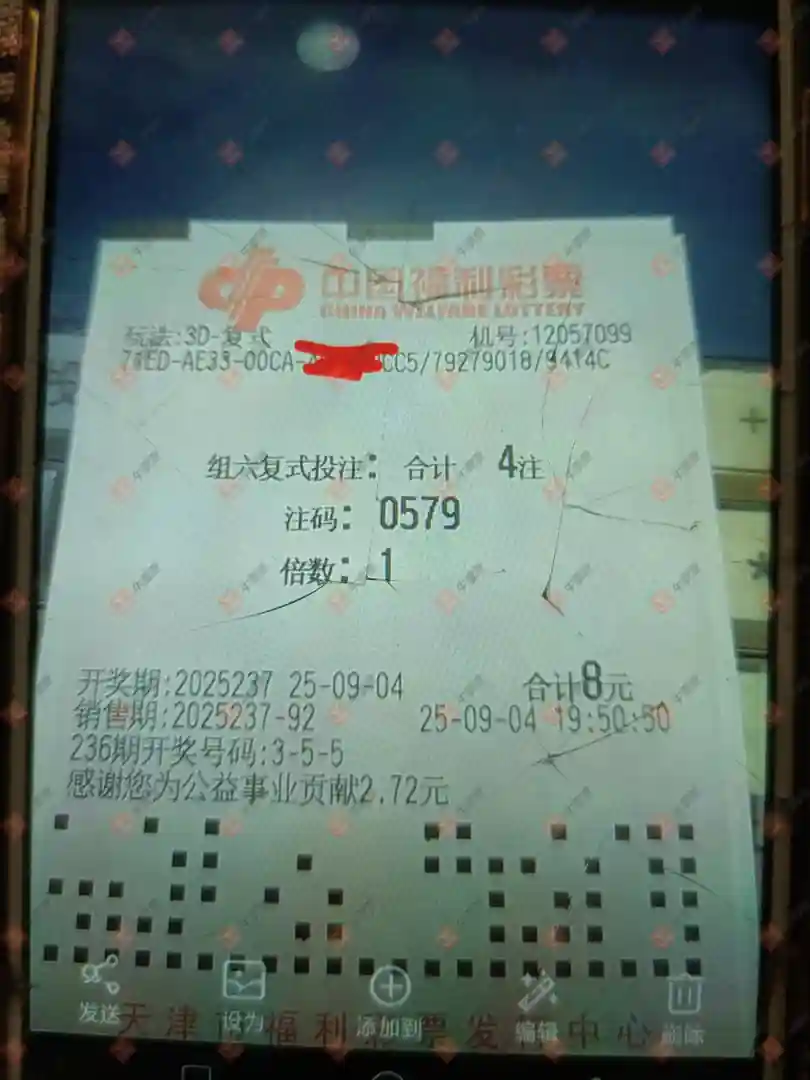 中国福利彩票
CHINA WELFARE LOTTERY
玩法:3D-复式 机号:12057099
71ED-AE33-00CA- CC5/79279018/9414C
组六复式投注: 合计 4注
注码: 0579
倍数: 1
开奖期:2025237 25-09-04 合计8元
销售期:2025237-92 25-09-04 19:50:50
236期开奖号码:3-5-5
感谢您为公益事业贡献2.72元
发送 设为 添加到 编辑 删除
天津 福利 票发 中心